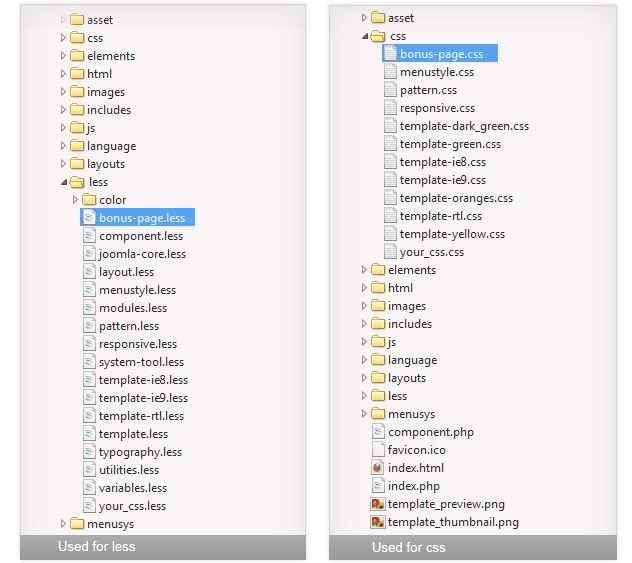 asset
css
elements
html
images
includes
js
language
layouts
less
color
bonus-page.less
component.less
joomla-core.less
layout.less
menustyle.less
modules.less
pattern.less
responsive.less
system-tool.less
template-ie8.less
template-ie9.less
template-rtl.less
template.less
typography.less
utilities.less
variables.less
your_css.less
menusys
Used for less
asset
css
bonus-page.css
menustyle.css
pattern.css
responsive.css
template-dark_green.css
template-green.css
template-ie8.css
template-ie9.css
template-oranges.css
template-rtl.css
template-yellow.css
your_css.css
elements
html
images
includes
js
language
layouts
less
menusys
component.php
favicon.ico
index.html
index.php
template_preview.png
template_thumbnail.png
Used for css